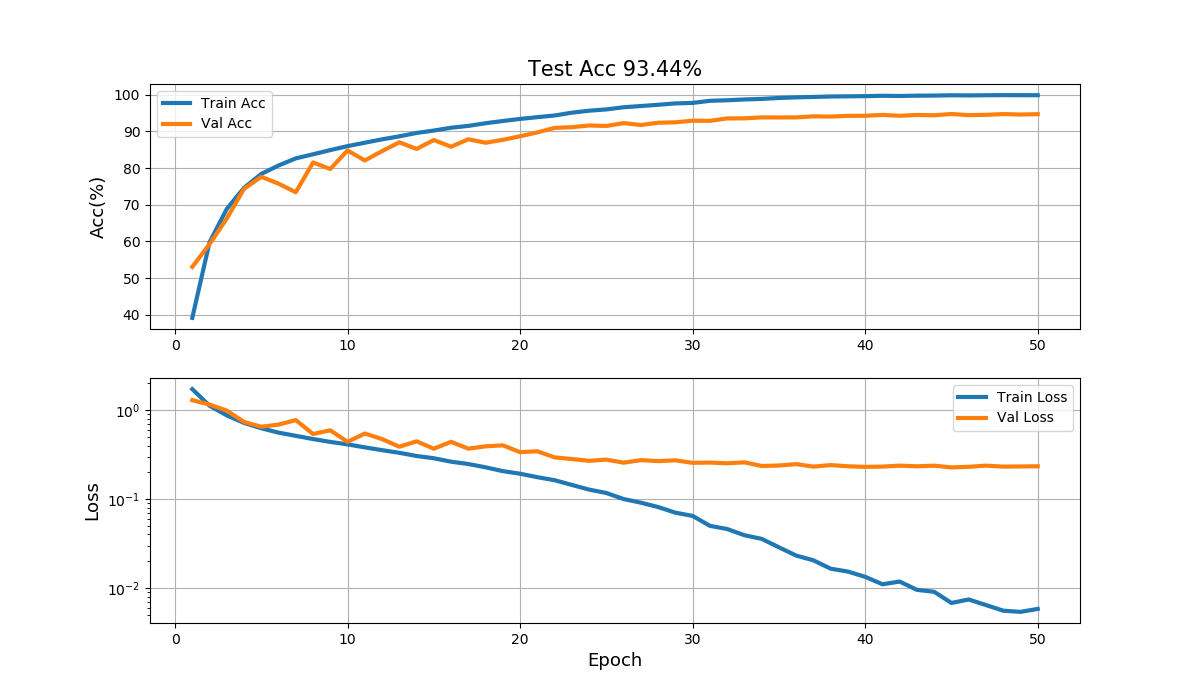 Test Acc 93.44%
Train Acc
Val Acc
Acc(%)
100
90
80
70
60
50
40
0 10 20 30 40 50
Train Loss
Val Loss
Loss
10⁰
10⁻¹
10⁻²
0 10 20 30 40 50
Epoch